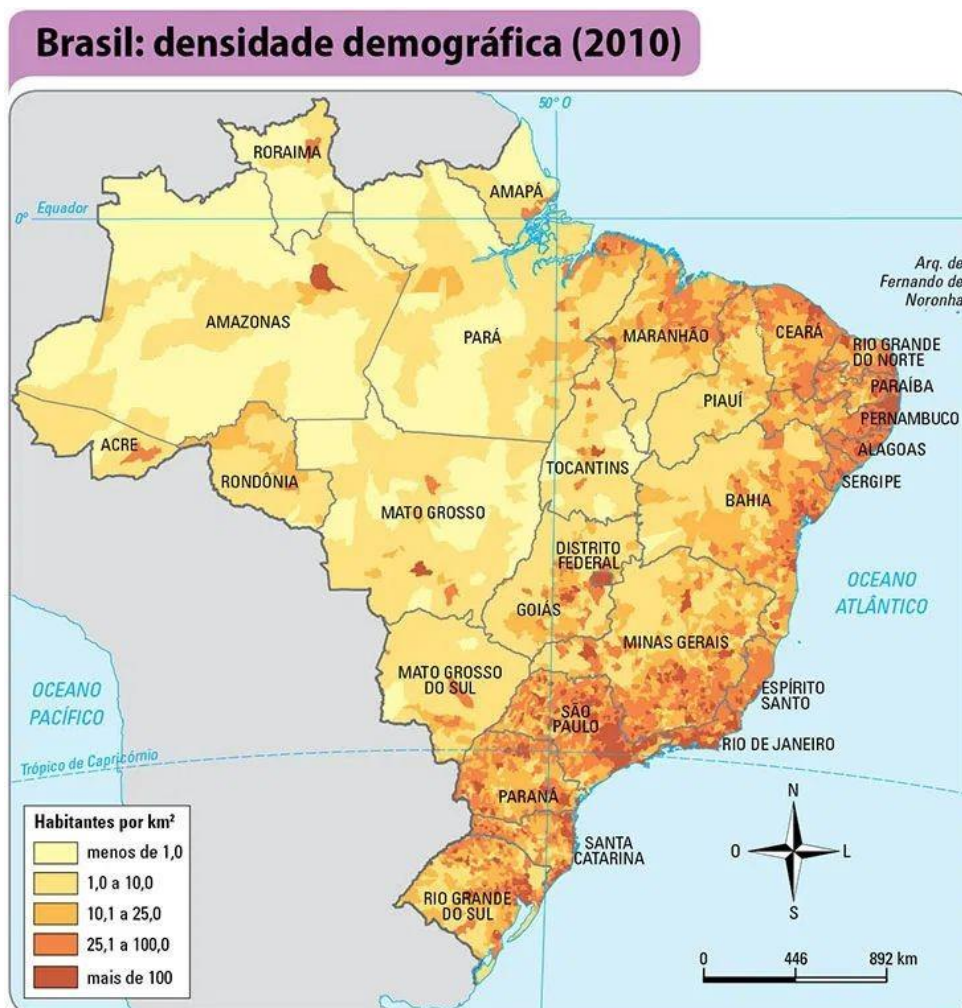 Brasil: densidade demográfica (2010)
50° O
RORAIMA
AMAPÁ
0° Equador
Arq. de
Fernando de
Noronha
AMAZONAS
PARÁ
MARANHÃO
CEARÁ
RIO GRANDE
DO NORTE
PARAÍBA
PIAUÍ
PERNAMBUCO
ACRE
ALAGOAS
TOCANTINS
SERGIPE
RONDÔNIA
BAHIA
MATO GROSSO
DISTRITO
FEDERAL
OCEANO
ATLÂNTICO
GOIÁS
MINAS GERAIS
MATO GROSSO
DO SUL
OCEANO
PACÍFICO
ESPÍRITO
SANTO
SÃO
PAULO
RIO DE JANEIRO
Trópico de Capricórnio
PARANÁ
SANTA
CATARINA
RIO GRANDE
DO SUL
N
O
L
S
Habitantes por km²
menos de 1,0
1,0 a 10,0
10,1 a 25,0
25,1 a 100,0
mais de 100
0 446 892 km